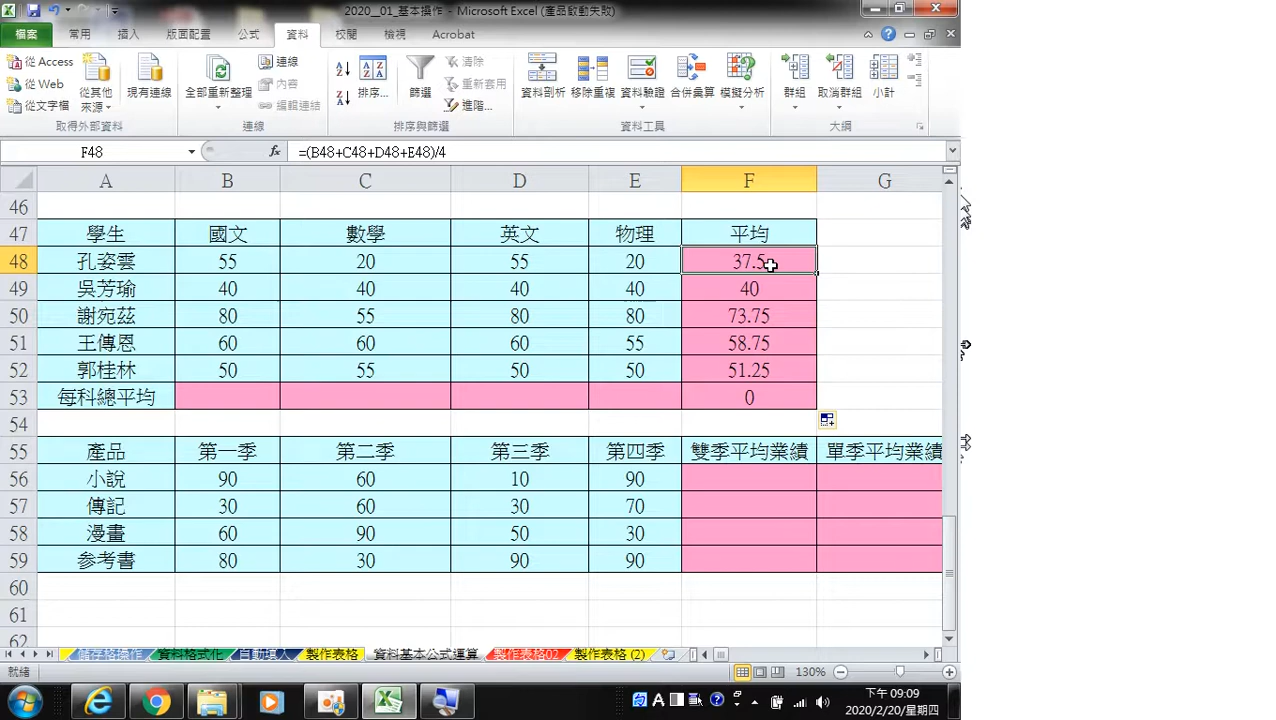 2020__01_基本操作 - Microsoft Excel (產品啟動失敗)
檔案 常用 插入 版面配置 公式 資料 校閱 檢視 Acrobat
從 Access
從 Web
從文字檔
從其他來源
現有連線
取得外部資料
全部重新整理
連線
內容
編輯連結
連線
排序...
篩選
清除
重新套用
進階...
排序與篩選
資料剖析 移除重複 資料驗證 合併彙算 模擬分析
資料工具
群組 取消群組 小計
大綱
F48 fx =(B48+C48+D48+E48)/4
A B C D E F G
46
47 學生 國文 數學 英文 物理 平均
48 孔姿雲 55 20 55 20 37.5
49 吳芳瑜 40 40 40 40 40
50 謝宛茲 80 55 80 80 73.75
51 王傳恩 60 60 60 55 58.75
52 郭桂林 50 55 50 50 51.25
53 每科總平均 0
54
55 產品 第一季 第二季 第三季 第四季 雙季平均業績 單季平均業績
56 小說 90 60 10 90
57 傳記 30 60 30 70
58 漫畫 60 90 50 30
59 參考書 80 30 90 90
60
61
62
儲存格操作 資料格式化 自動填入 製作表格 資料基本公式運算 製作表格02 製作表格 (2)
就緒 130%
下午 09:09
2020/2/20/星期四